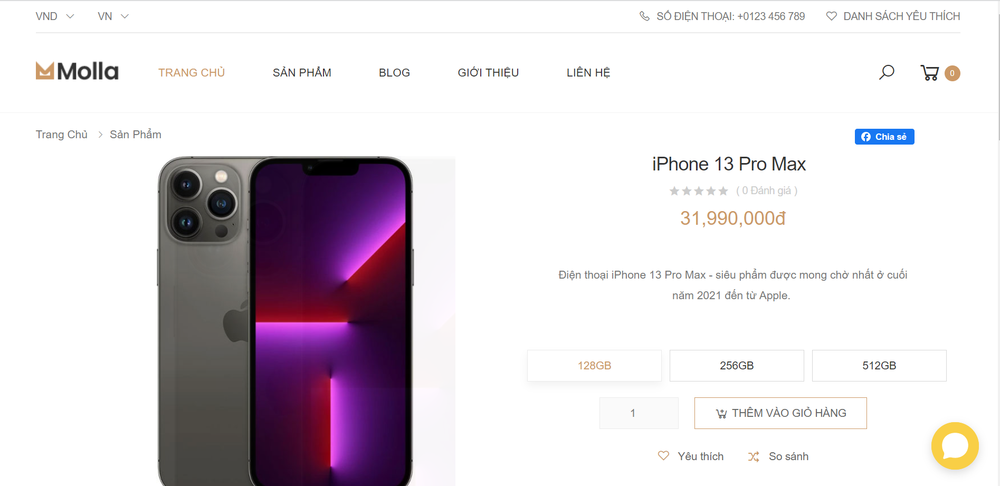 VND VN SỐ ĐIỆN THOẠI: +0123 456 789 DANH SÁCH YÊU THÍCH
Molla TRANG CHỦ SẢN PHẨM BLOG GIỚI THIỆU LIÊN HỆ 0
Trang Chủ Sản Phẩm
Chia sẻ
iPhone 13 Pro Max
( 0 Đánh giá )
31,990,000đ
Điện thoại iPhone 13 Pro Max - siêu phẩm được mong chờ nhất ở cuối
năm 2021 đến từ Apple.
128GB 256GB 512GB
1 THÊM VÀO GIỎ HÀNG
Yêu thích So sánh